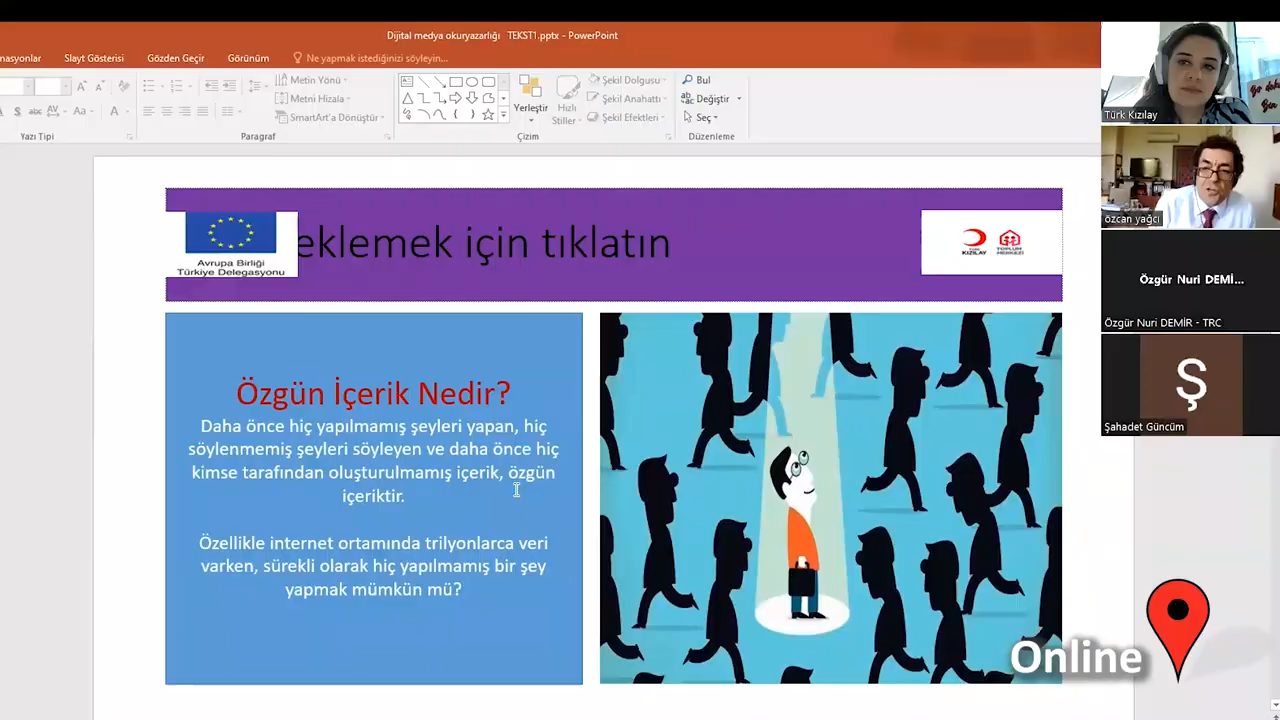 Dijital medya okuryazarlığı TEKST1.pptx - PowerPoint
masyonlar Slayt Gösterisi Gözden Geçir Görünüm Ne yapmak istediğinizi söyleyin...
Metin Yönü
Metni Hizala
SmartArt'a Dönüştür
Yerleştir
Hızlı
Stiller
Şekil Dolgusu
Şekil Anahattı
Şekil Efektleri
Bul
Değiştir
Seç
Yazı Tipi
Paragraf
Çizim
Düzenleme
eklemek için tıklatın
Avrupa Birliği
Türkiye Delegasyonu
TÜRK
KIZILAY
TOPLUM
MERKEZİ
Özgün İçerik Nedir?
Daha önce hiç yapılmamış şeyleri yapan, hiç
söylenmemiş şeyleri söyleyen ve daha önce hiç
kimse tarafından oluşturulmamış içerik, özgün
içeriktir.
Özellikle internet ortamında trilyonlarca veri
varken, sürekli olarak hiç yapılmamış bir şey
yapmak mümkün mü?
Türk Kızılay
özcan yağcı
Özgür Nuri DEMİ...
Özgür Nuri DEMİR - TRC
Ş
Şahadet Güncüm
Online